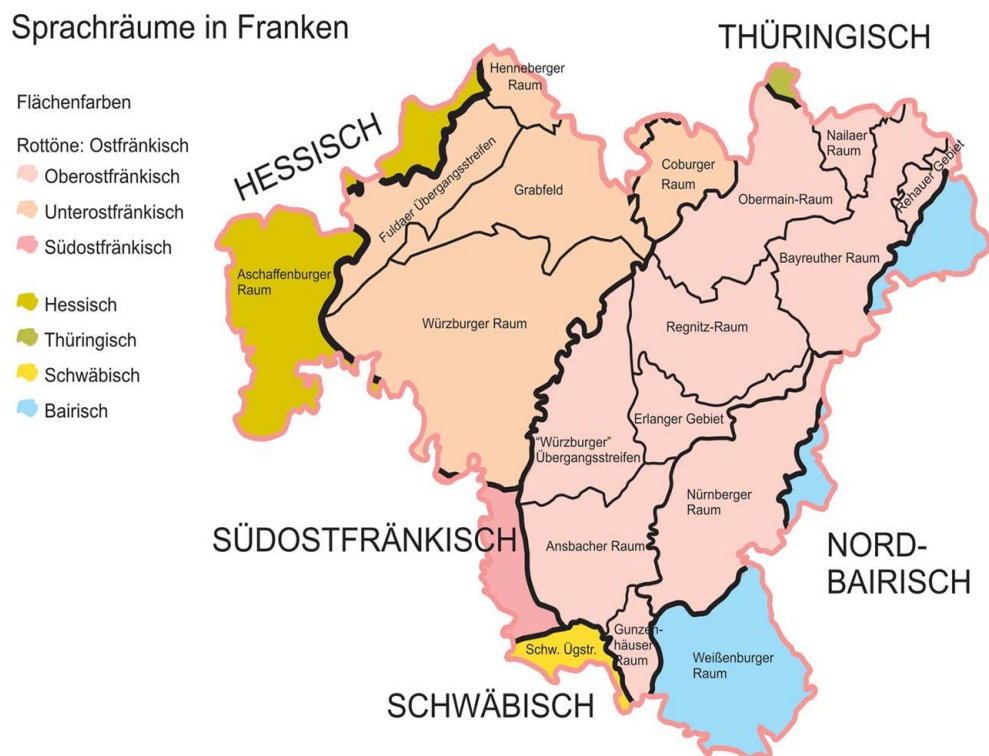 Sprachräume in Franken
Flächenfarben
Rottöne: Ostfränkisch
Oberostfränkisch
Unterostfränkisch
Südostfränkisch
Hessisch
Thüringisch
Schwäbisch
Bairisch
THÜRINGISCH
HESSISCH
SÜDOSTFRÄNKISCH
SCHWÄBISCH
NORD-
BAIRISCH
Henneberger
Raum
Fuldaer Übergangsstreifen
Grabfeld
Coburger
Raum
Nailaer
Raum
Rehauer Gebiet
Obermain-Raum
Bayreuther Raum
Aschaffenburger
Raum
Würzburger Raum
Regnitz-Raum
Erlanger Gebiet
"Würzburger"
Übergangsstreifen
Nürnberger
Raum
Ansbacher Raum
Gunzen-
häuser
Raum
Schw. Ügstr.
Weißenburger
Raum